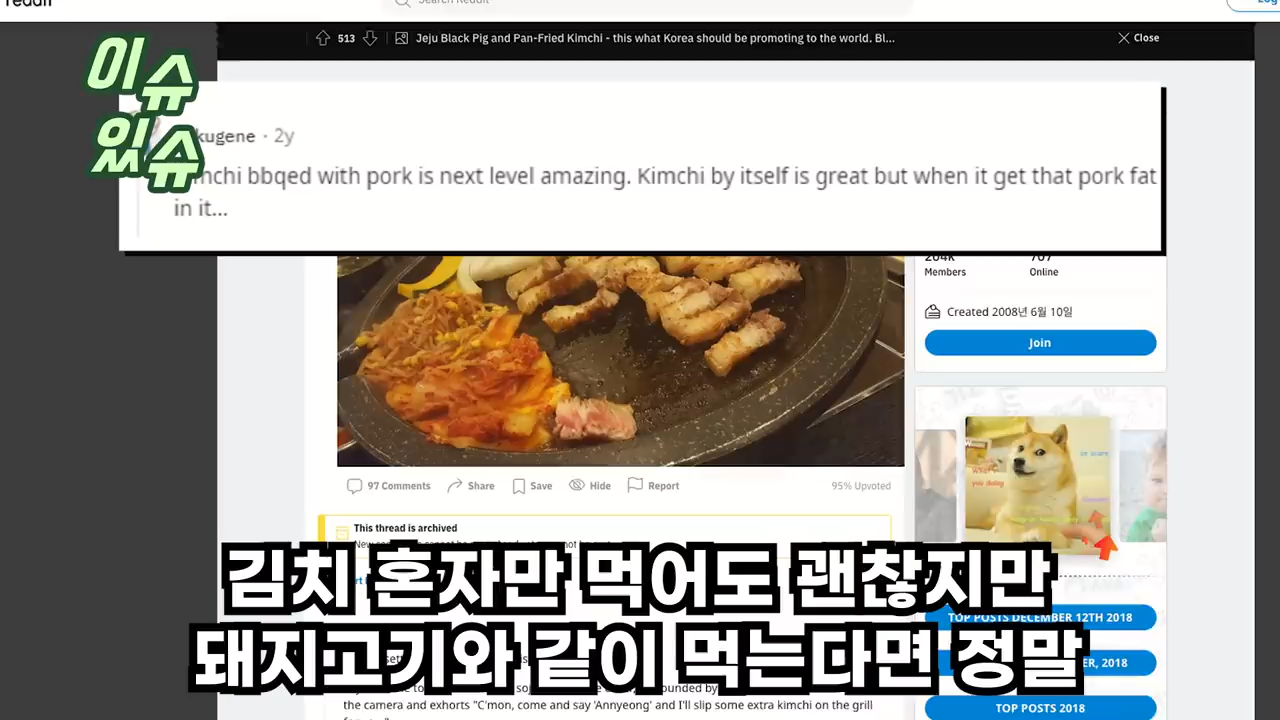 reddit
Search Reddit
513
Jeju Black Pig and Pan-Fried Kimchi - this what Korea should be promoting to the world. Bl...
Close
이슈
있슈
kugene · 2y
bbqed with pork is next level amazing. Kimchi by itself is great but when it get that pork fat
in it...
Members
Online
Created 2008년 6월 10일
Join
97 Comments
Share
Save
Hide
Report
95% Upvoted
This thread is archived
김치 혼자만 먹어도 괜찮지만
돼지고기와 같이 먹는다면 정말
TOP POSTS DECEMBER 12TH 2018
, 2018
TOP POSTS 2018
the camera and exhorts "C'mon, come and say 'Annyeong' and I'll slip some extra kimchi on the grill